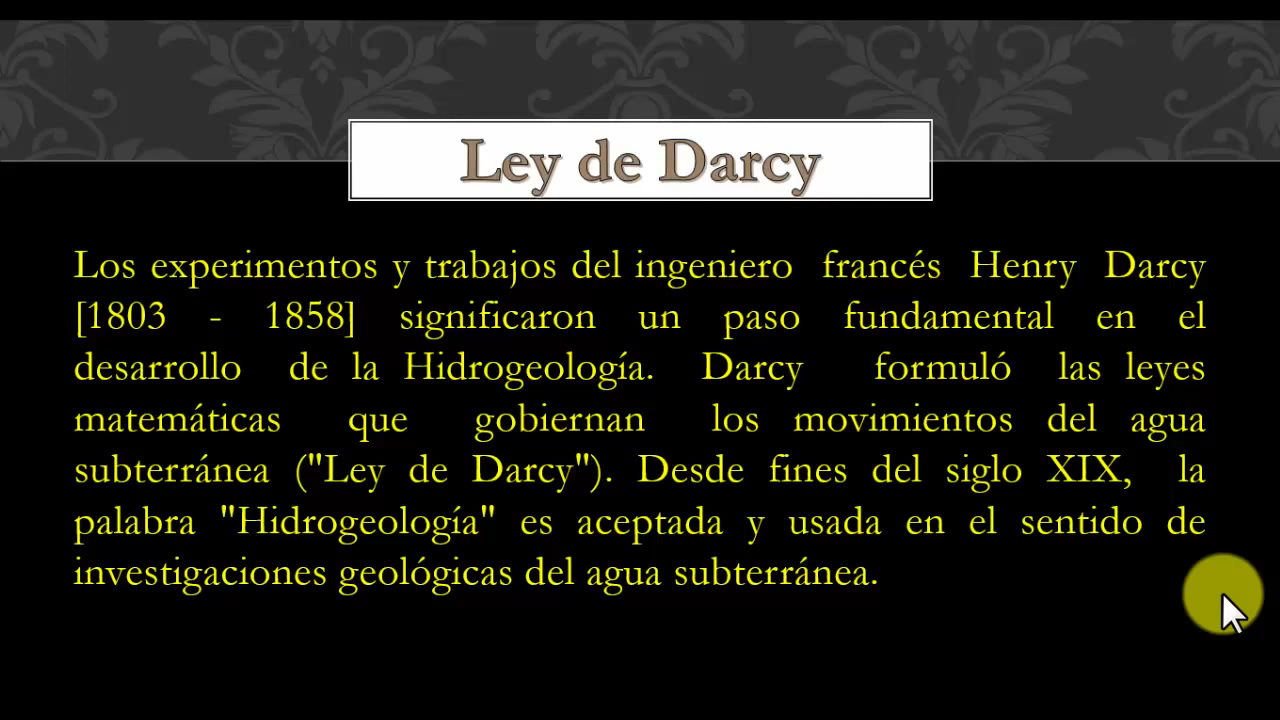 Ley de Darcy
Los experimentos y trabajos del ingeniero francés Henry Darcy
[1803 - 1858] significaron un paso fundamental en el
desarrollo de la Hidrogeología. Darcy formuló las leyes
matemáticas que gobiernan los movimientos del agua
subterránea ("Ley de Darcy"). Desde fines del siglo XIX, la
palabra "Hidrogeología" es aceptada y usada en el sentido de
investigaciones geológicas del agua subterránea.